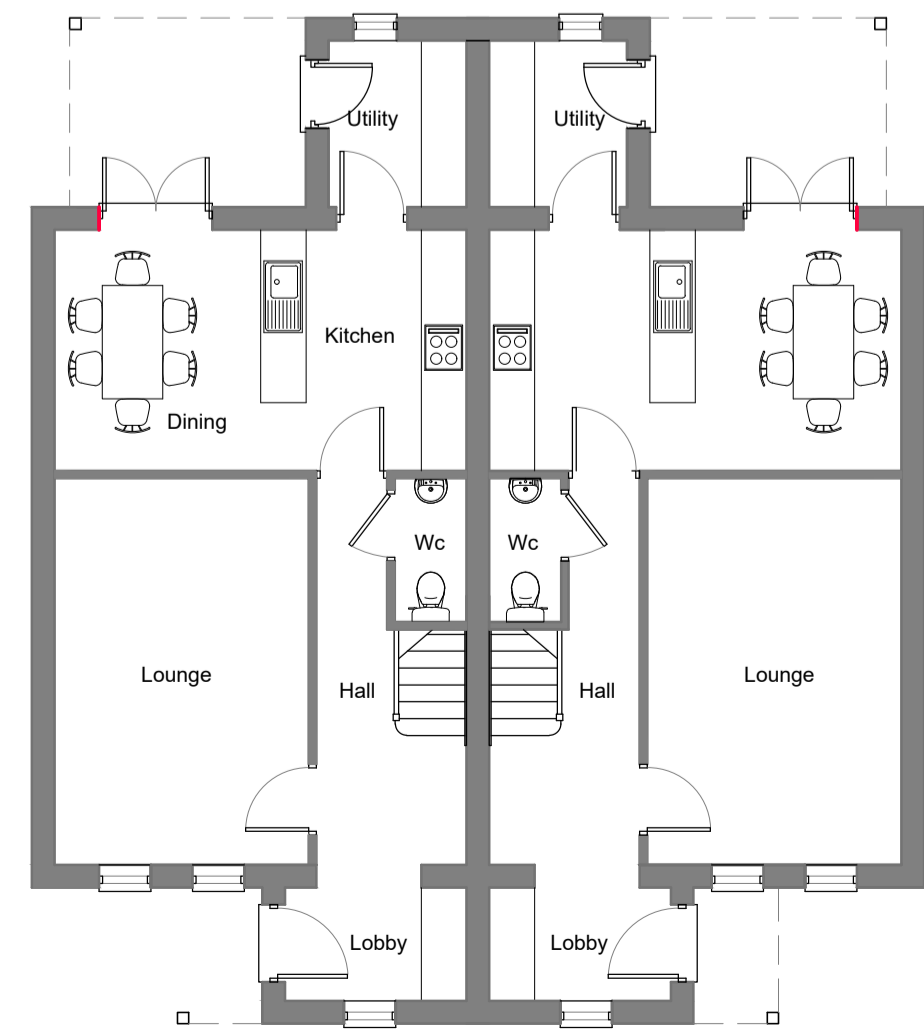 Utility
Utility
Kitchen
Dining
Wc
Wc
Lounge
Hall
Hall
Lounge
Lobby
Lobby